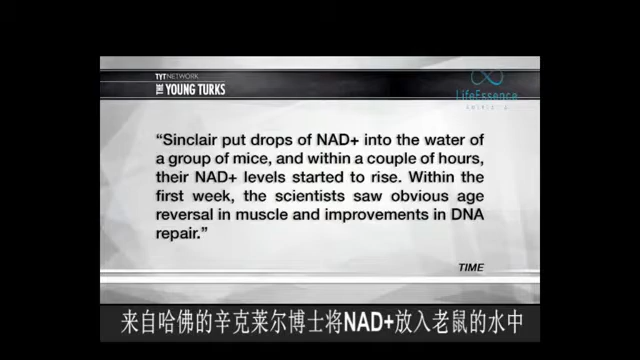 TYT NETWORK
THE YOUNG TURKS
LifeEssence
“Sinclair put drops of NAD+ into the water of
a group of mice, and within a couple of hours,
their NAD+ levels started to rise. Within the
first week, the scientists saw obvious age
reversal in muscle and improvements in DNA
repair.”
TIME
来自哈佛的辛克莱尔博士将NAD+放入老鼠的水中